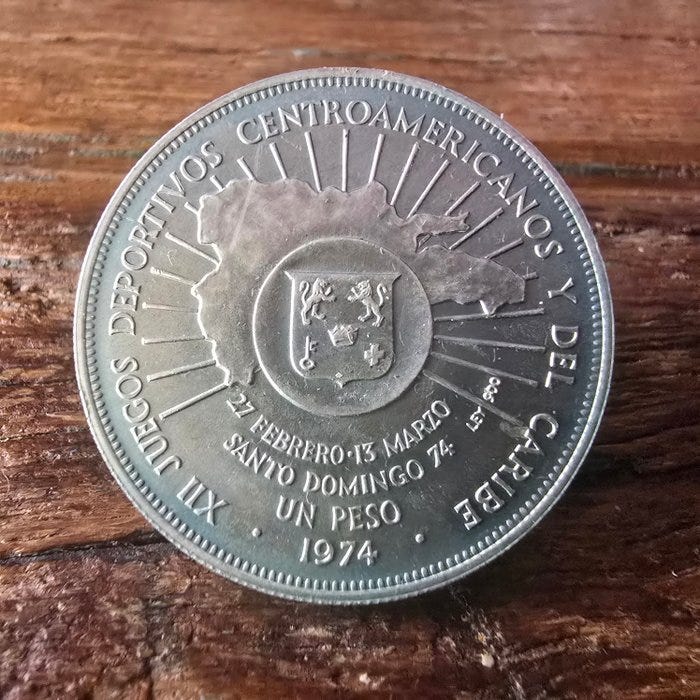 XII JUEGOS DEPORTIVOS CENTROAMERICANOS Y DEL CARIBE
27 FEBRERO·13 MARZO
SANTO DOMINGO 74
UN PESO
· 1974 ·
LEY 900